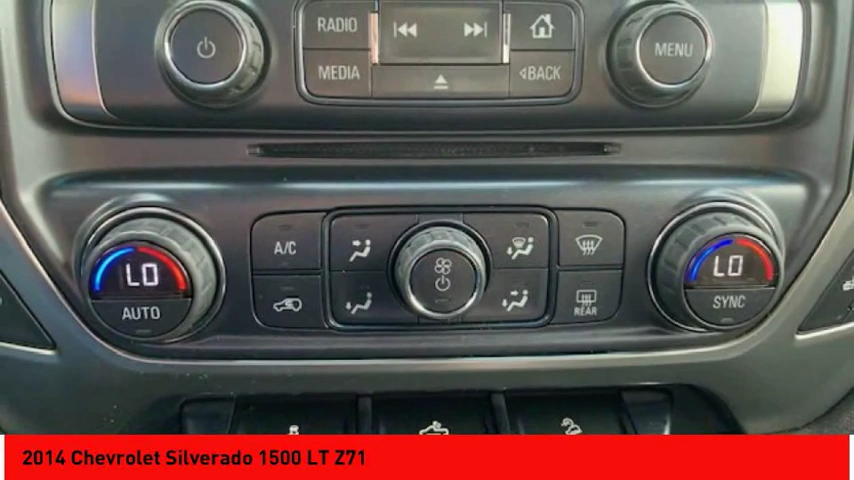 RADIO
MENU
MEDIA
BACK
LO
A/C
LO
AUTO
REAR
SYNC
2014 Chevrolet Silverado 1500 LT Z71